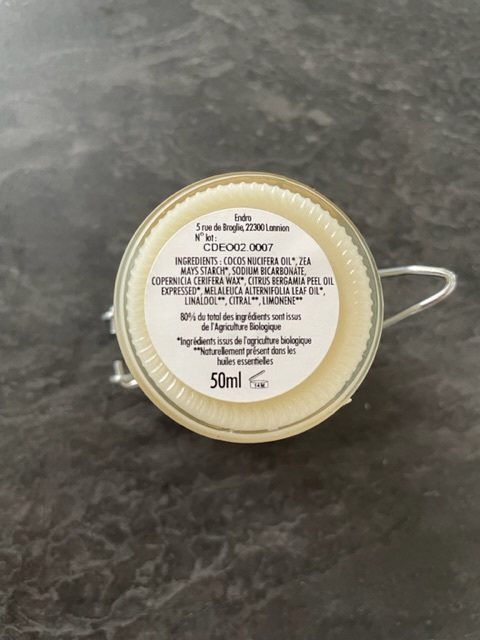 Endro
5 rue de Broglie, 22300 Lannion
N° lot :
CDEO02.0007
INGREDIENTS : COCOS NUCIFERA OIL*, ZEA
MAYS STARCH*, SODIUM BICARBONATE,
COPERNICIA CERIFERA WAX*, CITRUS BERGAMIA PEEL OIL
EXPRESSED*, MELALEUCA ALTERNIFOLIA LEAF OIL*,
LINALOOL**, CITRAL**, LIMONENE**
80% du total des ingrédients sont issus
de l'Agriculture Biologique
*Ingrédients issus de l'agriculture biologique
**Naturellement présent dans les
huiles essentielles
50ml 14M